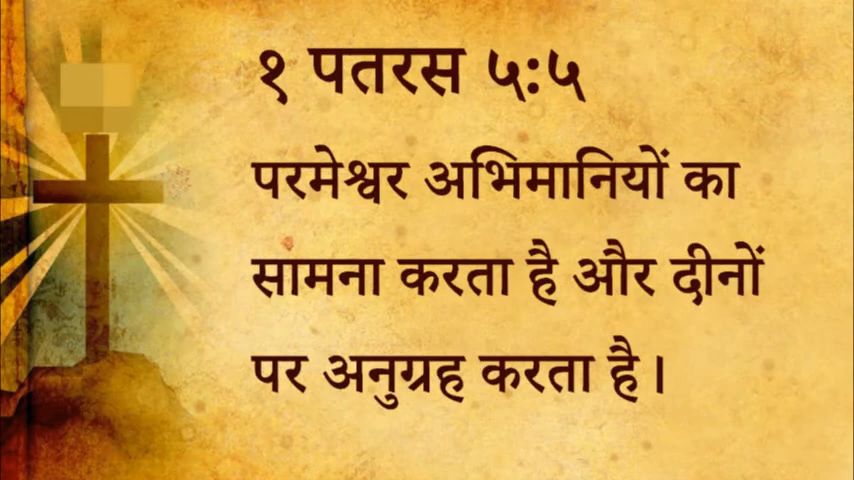 १ पतरस ५:५
परमेश्वर अभिमानियों का
सामना करता है और दीनों
पर अनुग्रह करता है।